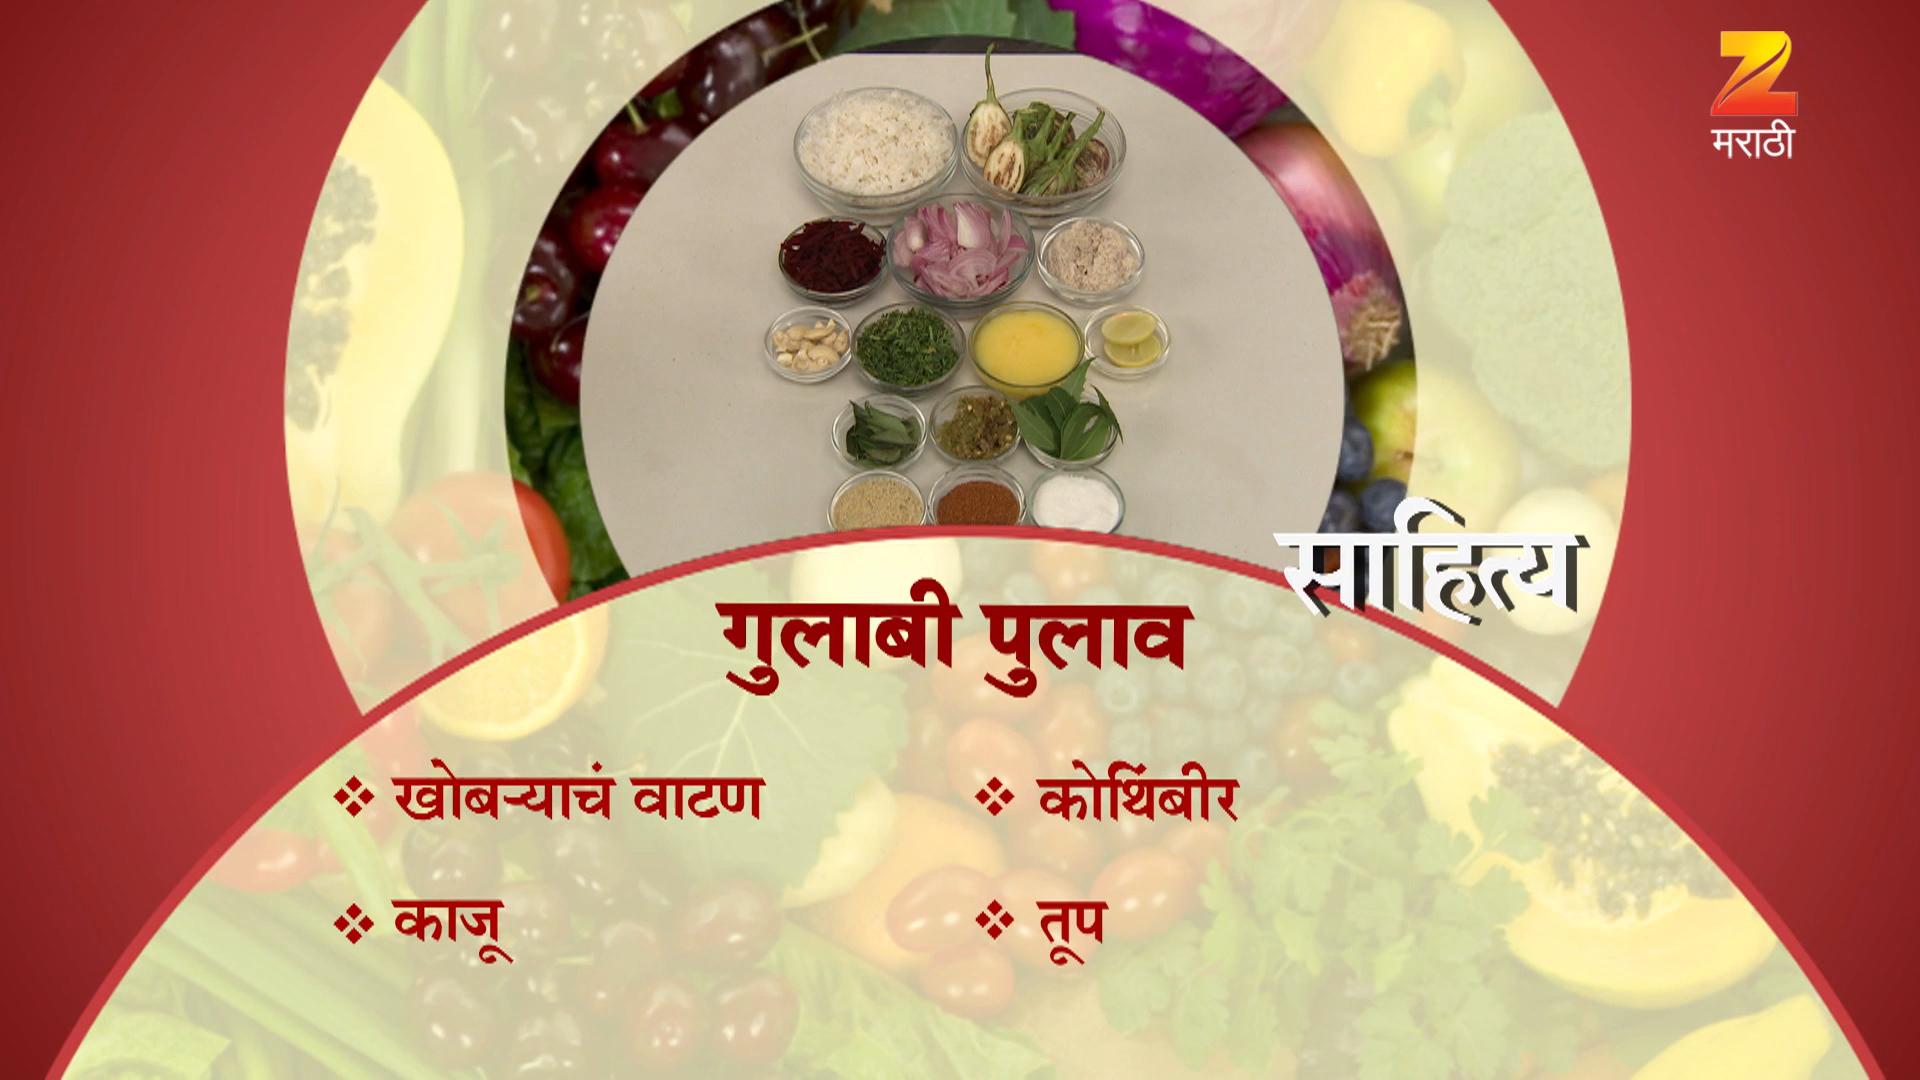 मराठी
साहित्य
गुलाबी पुलाव
❖ खोबऱ्याचं वाटण
❖ कोथिंबीर
❖ काजू
❖ तूप